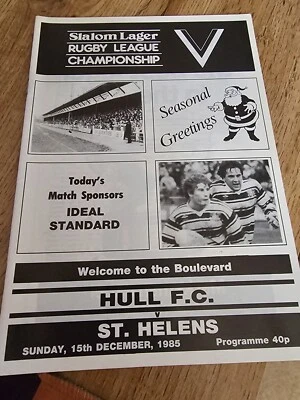 Slalom Lager
RUGBY LEAGUE
CHAMPIONSHIP
Seasonal
Greetings
Today's
Match Sponsors
IDEAL
STANDARD
Welcome to the Boulevard
HULL F.C.
v
ST. HELENS
SUNDAY, 15th DECEMBER, 1985 Programme 40p